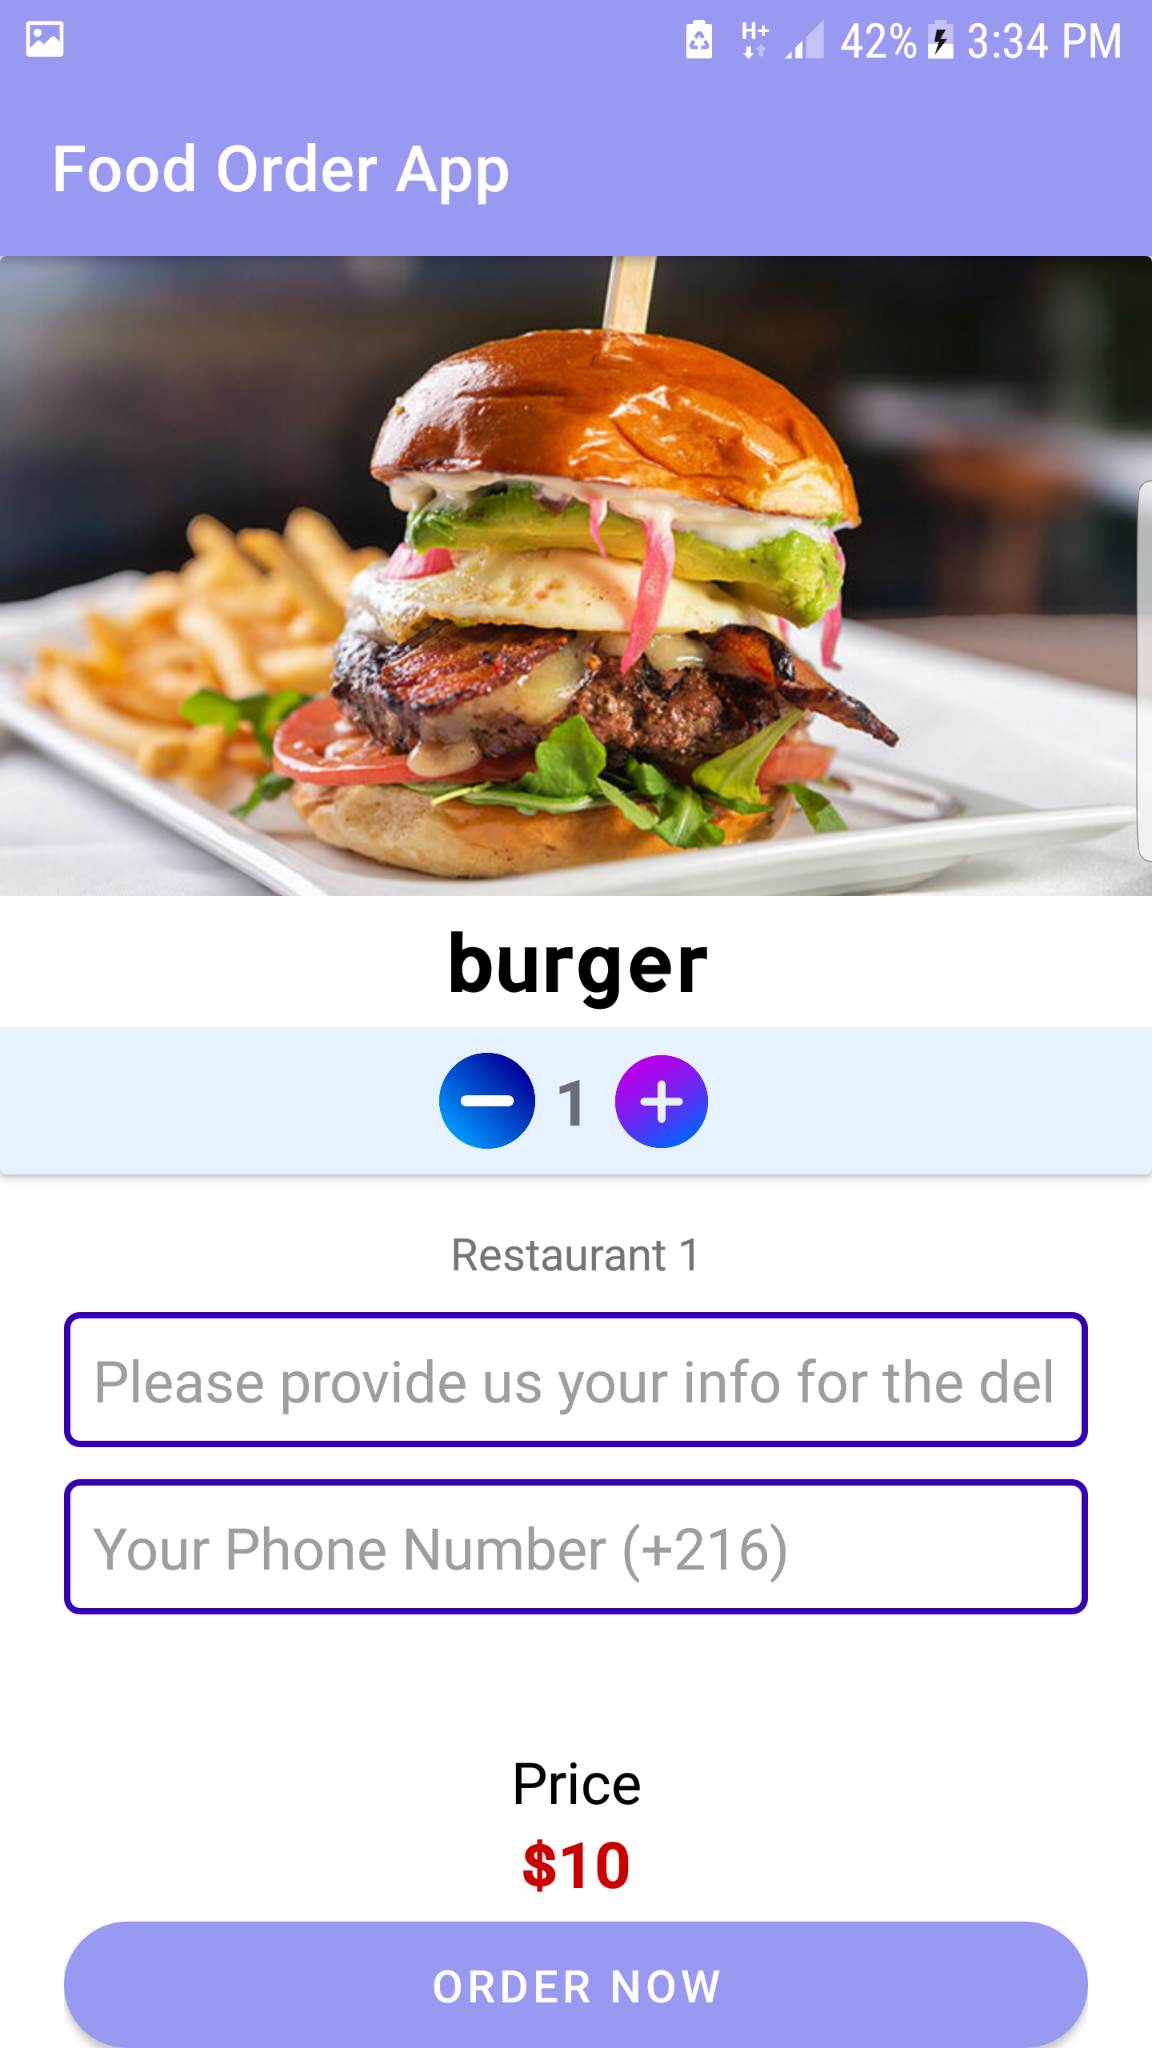 H+ 42% 3:34 PM
Food Order App
burger
1
Restaurant 1
Please provide us your info for the del
Your Phone Number (+216)
Price
$10
ORDER NOW